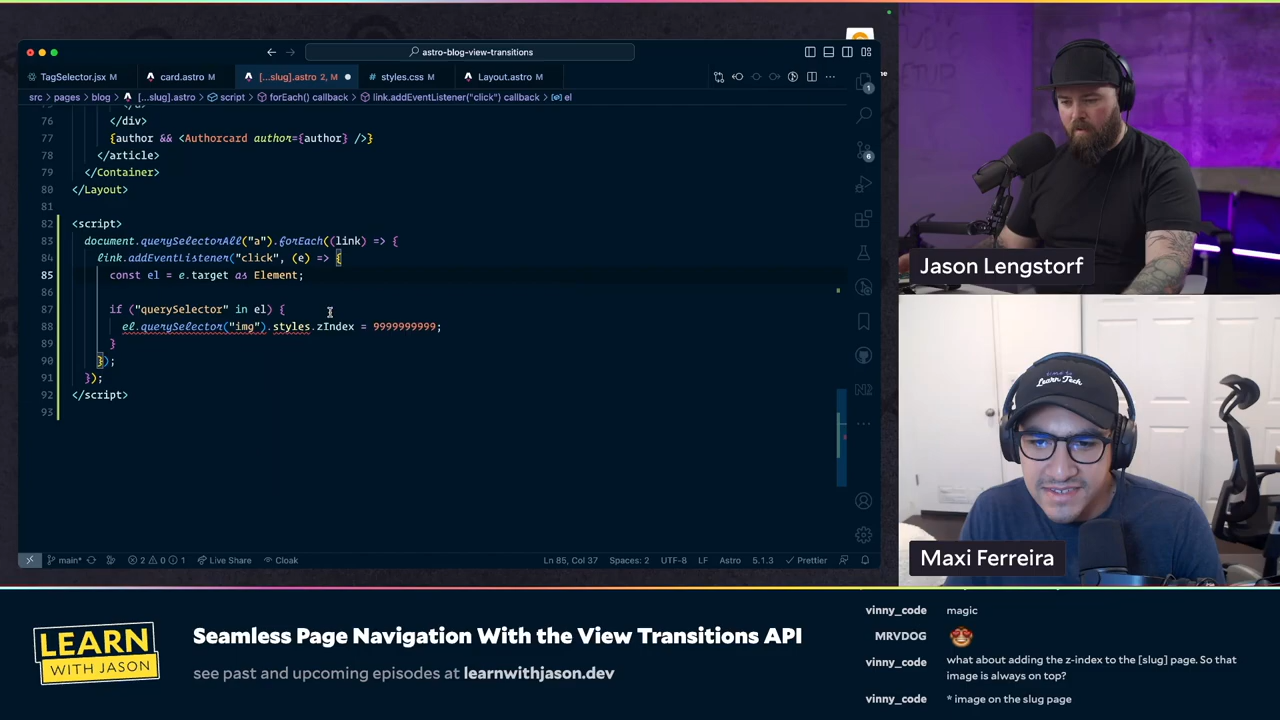 astro-blog-view-transitions
TagSelector.jsx M
card.astro M
[...slug].astro 2, M
styles.css M
Layout.astro M
src > pages > blog > [...slug].astro > script > forEach() callback > link.addEventListener("click") callback > el
76 </div>
77 {author && <Authorcard author={author} />}
78 </article>
79 </Container>
80 </Layout>
81
82 <script>
83 document.querySelectorAll("a").forEach((link) => {
84 link.addEventListener("click", (e) => {
85 const el = e.target as Element;
86
87 if ("querySelector" in el) {
88 el.querySelector("img").styles.zIndex = 9999999999;
89 }
90 });
91 });
92 </script>
93
main* 2 0 1 Live Share Cloak
Ln 85, Col 37 Spaces: 2 UTF-8 LF Astro 5.1.3 Prettier
Jason Lengstorf
time to
Learn Tech
Maxi Ferreira
LEARN
WITH JASON
Seamless Page Navigation With the View Transitions API
see past and upcoming episodes at learnwithjason.dev
vinny_code magic
MRVDOG
vinny_code what about adding the z-index to the [slug] page. So that
image is always on top?
vinny_code * image on the slug page